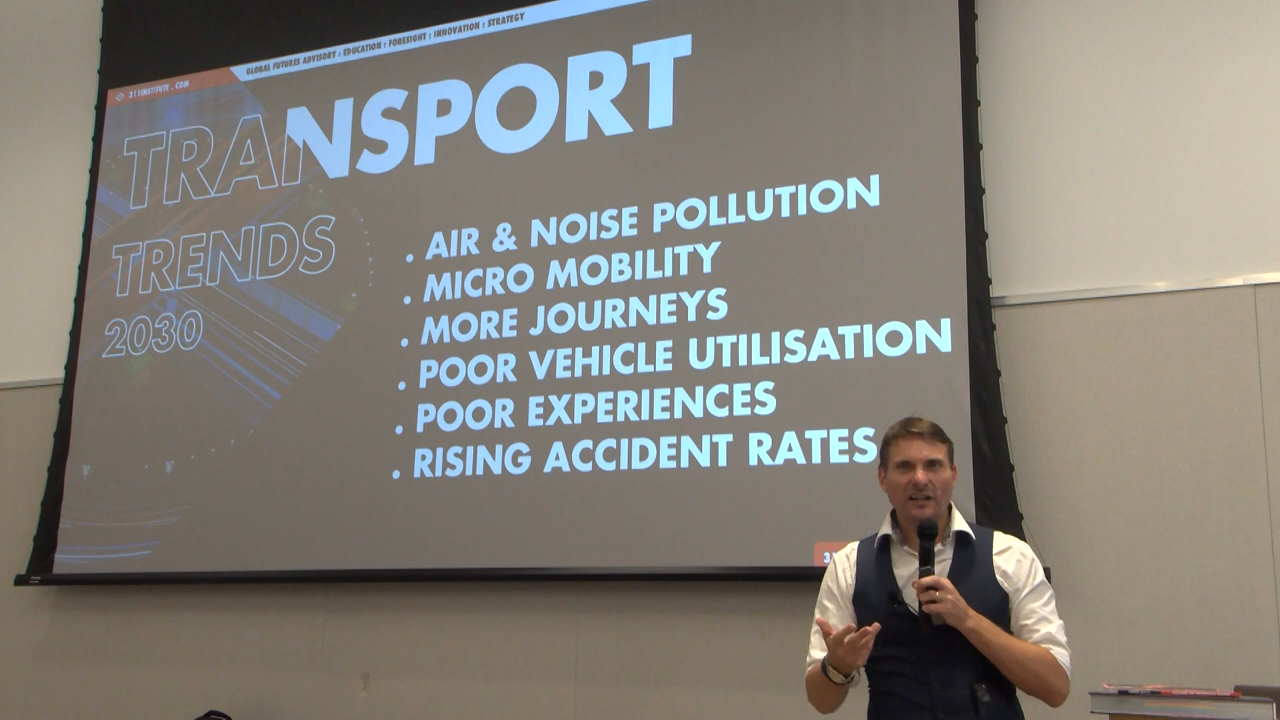 311INSTITUTE . COM
GLOBAL FUTURES ADVISORY : EDUCATION : FORESIGHT : INNOVATION : STRATEGY
TRANSPORT
TRENDS
2030
. AIR & NOISE POLLUTION
. MICRO MOBILITY
. MORE JOURNEYS
. POOR VEHICLE UTILISATION
. POOR EXPERIENCES
. RISING ACCIDENT RATES